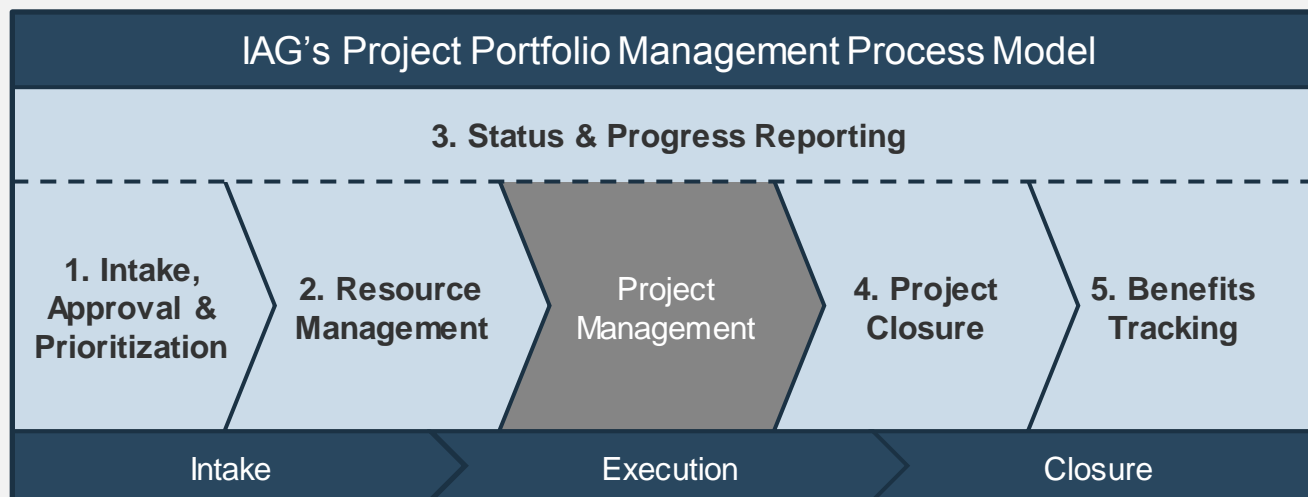 IAG’s Project Portfolio Management Process Model
3. Status & Progress Reporting
1. Intake,
Approval &
Prioritization
2. Resource
Management
Project
Management
4. Project
Closure
5. Benefits
Tracking
Intake
Execution
Closure